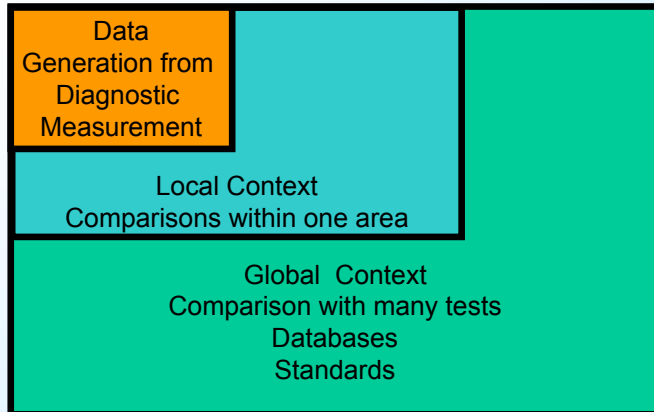 Data
Generation from
Diagnostic
Measurement
Local Context
Comparisons within one area
Global Context
Comparison with many tests
Databases
Standards